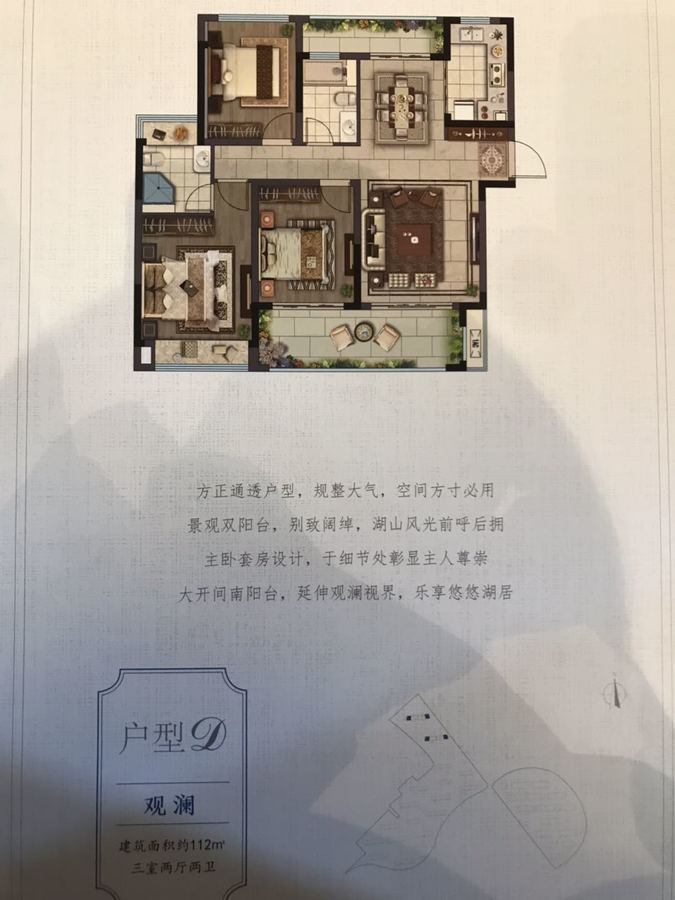 方正通透户型，规整大气，空间方寸必用
景观双阳台，别致阔绰，湖山风光前呼后拥
主卧套房设计，于细节处彰显主人尊崇
大开间南阳台，延伸观澜视界，乐享悠悠湖居
户型D
观澜
建筑面积约112㎡
三室两厅两卫